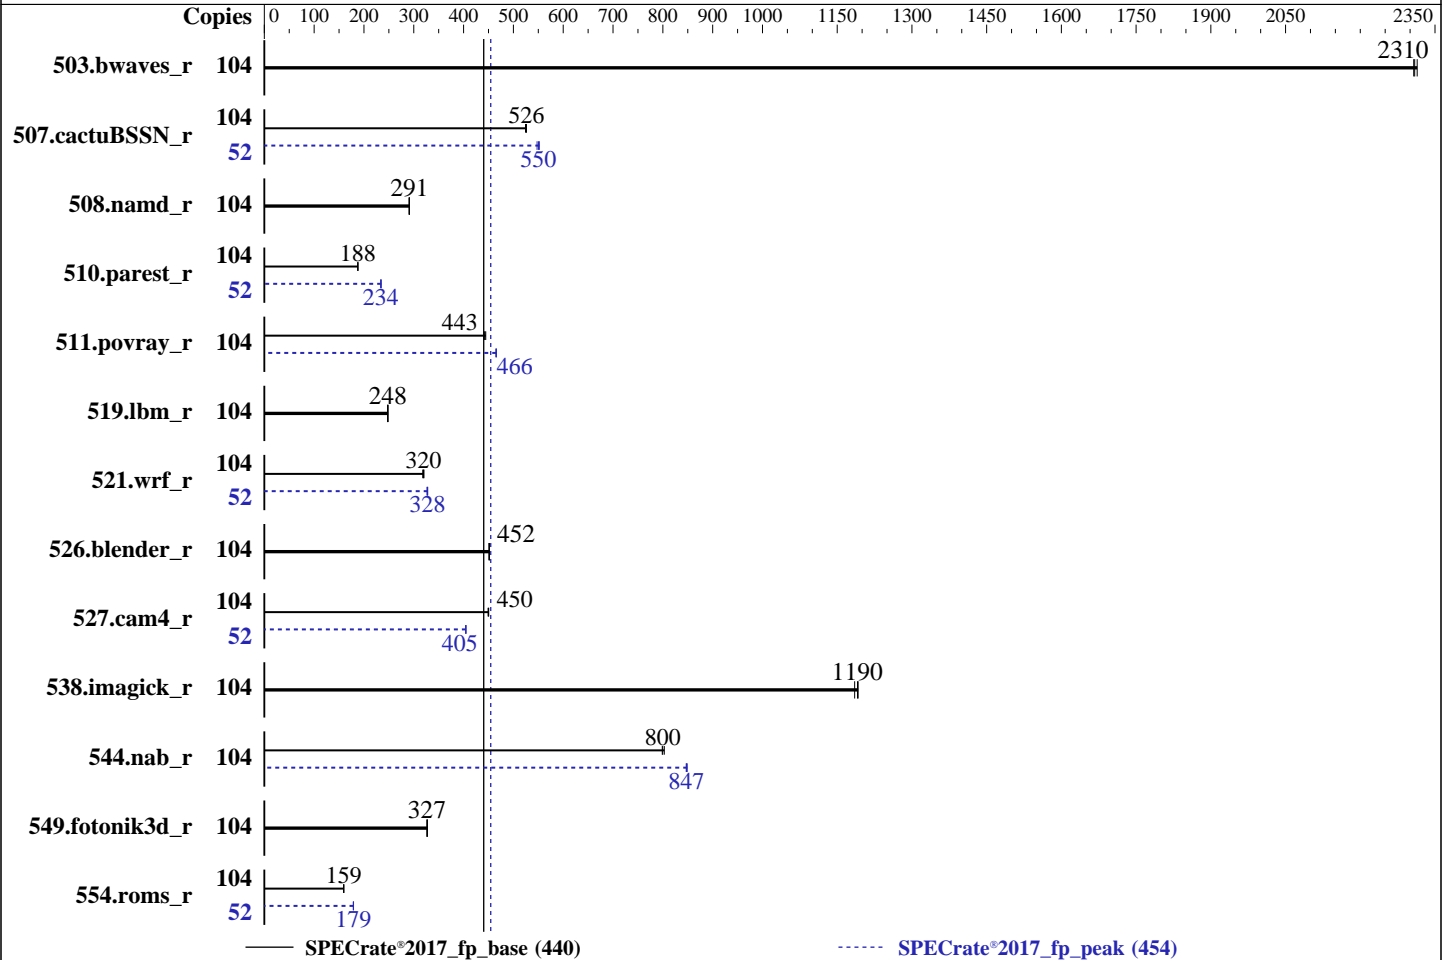 Copies 0 100 200 300 400 500 600 700 800 900 1000 1150 1300 1450 1600 1750 1900 2050 2350
503.bwaves_r 104 2310
507.cactuBSSN_r 104 526
52 550
508.namd_r 104 291
510.parest_r 104 188
52 234
511.povray_r 104 443
466
519.lbm_r 104 248
521.wrf_r 104 320
52 328
526.blender_r 104 452
527.cam4_r 104 450
52 405
538.imagick_r 104 1190
544.nab_r 104 800
847
549.fotonik3d_r 104 327
554.roms_r 104 159
52 179
SPECrate®2017_fp_base (440) SPECrate®2017_fp_peak (454)